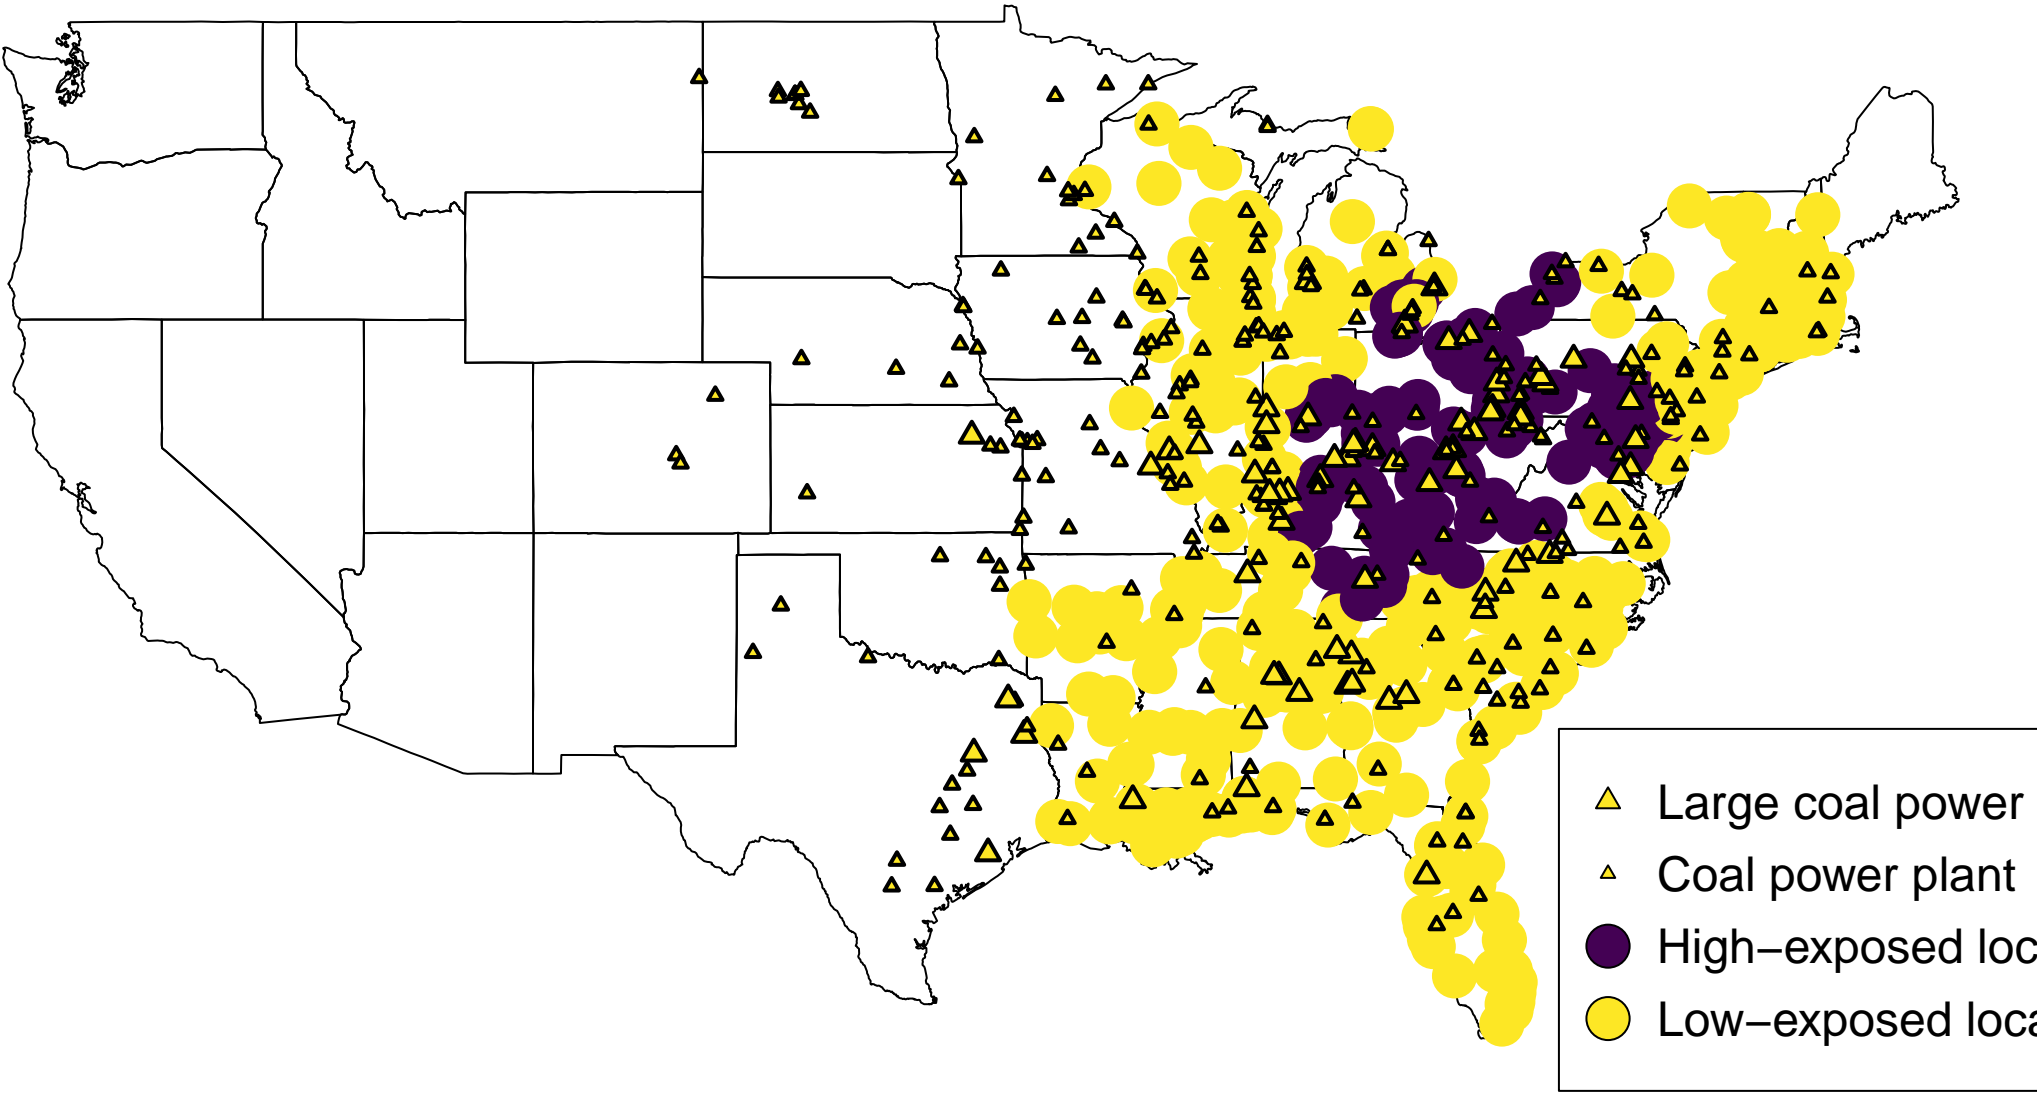 Large coal power
Coal power plant
High−exposed loc
Low−exposed loca